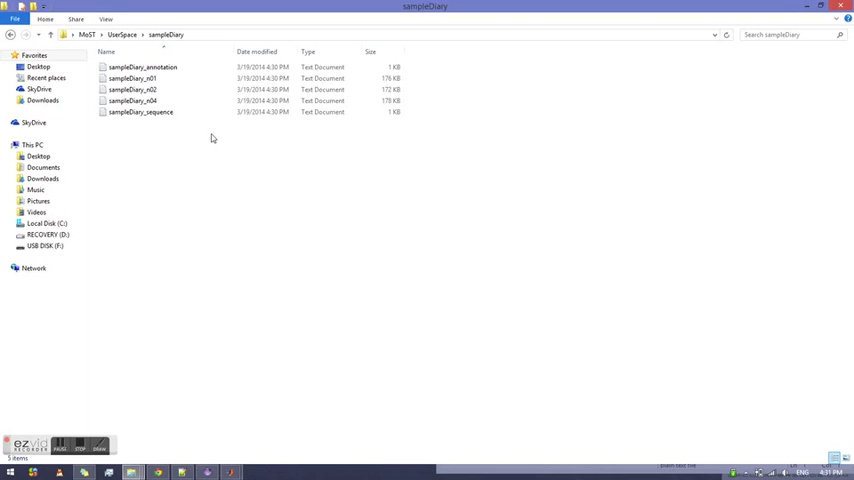 sampleDiary
File Home Share View
MoST UserSpace sampleDiary Search sampleDiary
Name Date modified Type Size
sampleDiary_annotation 3/19/2014 4:30 PM Text Document 1 KB
sampleDiary_n01 3/19/2014 4:30 PM Text Document 176 KB
sampleDiary_n02 3/19/2014 4:30 PM Text Document 172 KB
sampleDiary_n04 3/19/2014 4:30 PM Text Document 178 KB
sampleDiary_sequence 3/19/2014 4:30 PM Text Document 1 KB
Favorites
Desktop
Recent places
SkyDrive
Downloads
SkyDrive
This PC
Desktop
Documents
Downloads
Music
Pictures
Videos
Local Disk (C:)
RECOVERY (D:)
USB DISK (F:)
Network
ezvid
RECORDER
STOP DRAW
5 items
ENG 4:31 PM